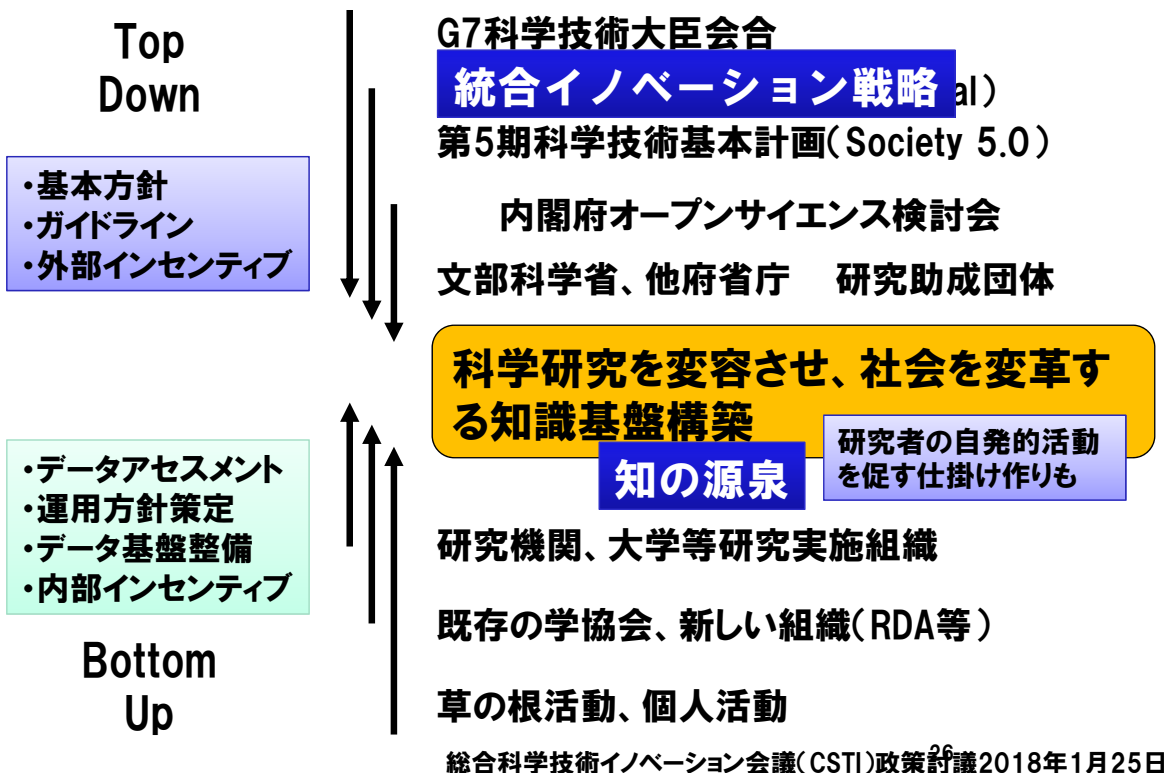 Top
Down
G7科学技術大臣会合
統合イノベーション戦略 al)
第5期科学技術基本計画(Society 5.0)
・基本方針
・ガイドライン
・外部インセンティブ
内閣府オープンサイエンス検討会
文部科学省、他府省庁 研究助成団体
科学研究を変容させ、社会を変革す
る知識基盤構築
知の源泉
研究者の自発的活動
を促す仕掛け作りも
・データアセスメント
・運用方針策定
・データ基盤整備
・内部インセンティブ
研究機関、大学等研究実施組織
既存の学協会、新しい組織(RDA等)
Bottom
Up
草の根活動、個人活動
総合科学技術イノベーション会議(CSTI)政策討議2018年1月25日
26